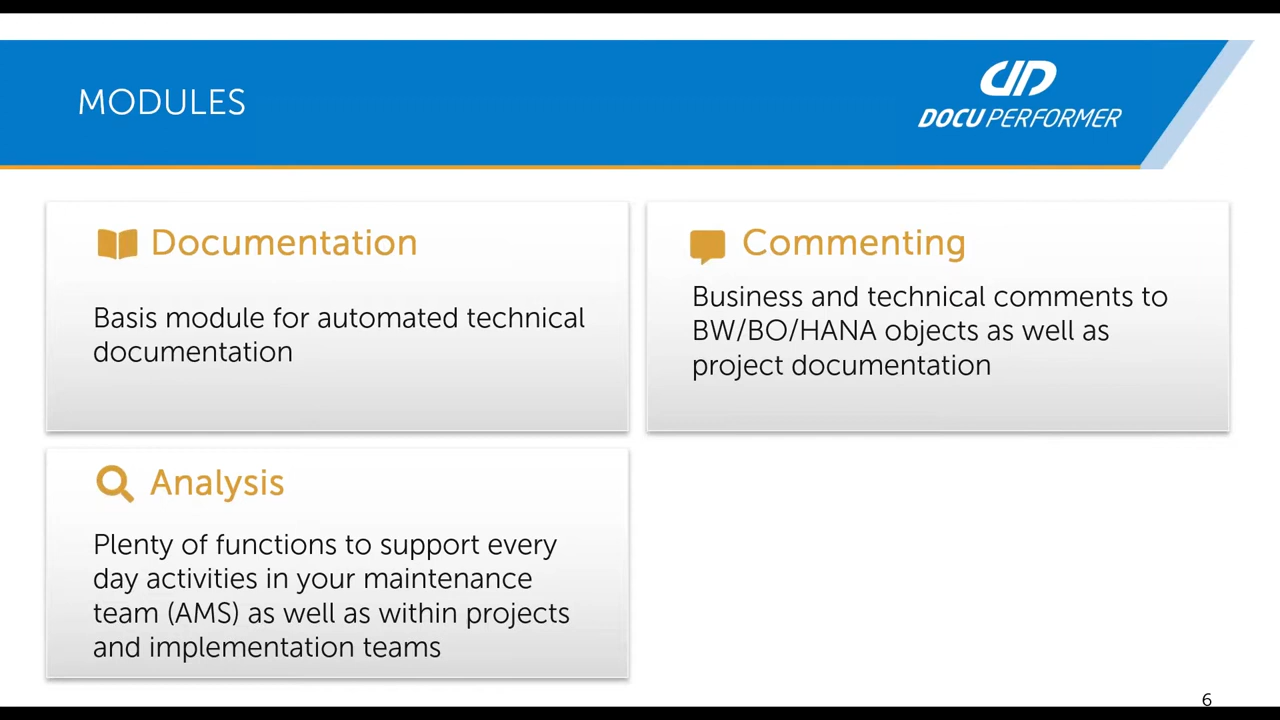 MODULES
DOCU PERFORMER
Documentation
Basis module for automated technical
documentation
Commenting
Business and technical comments to
BW/BO/HANA objects as well as
project documentation
Analysis
Plenty of functions to support every
day activities in your maintenance
team (AMS) as well as within projects
and implementation teams
6